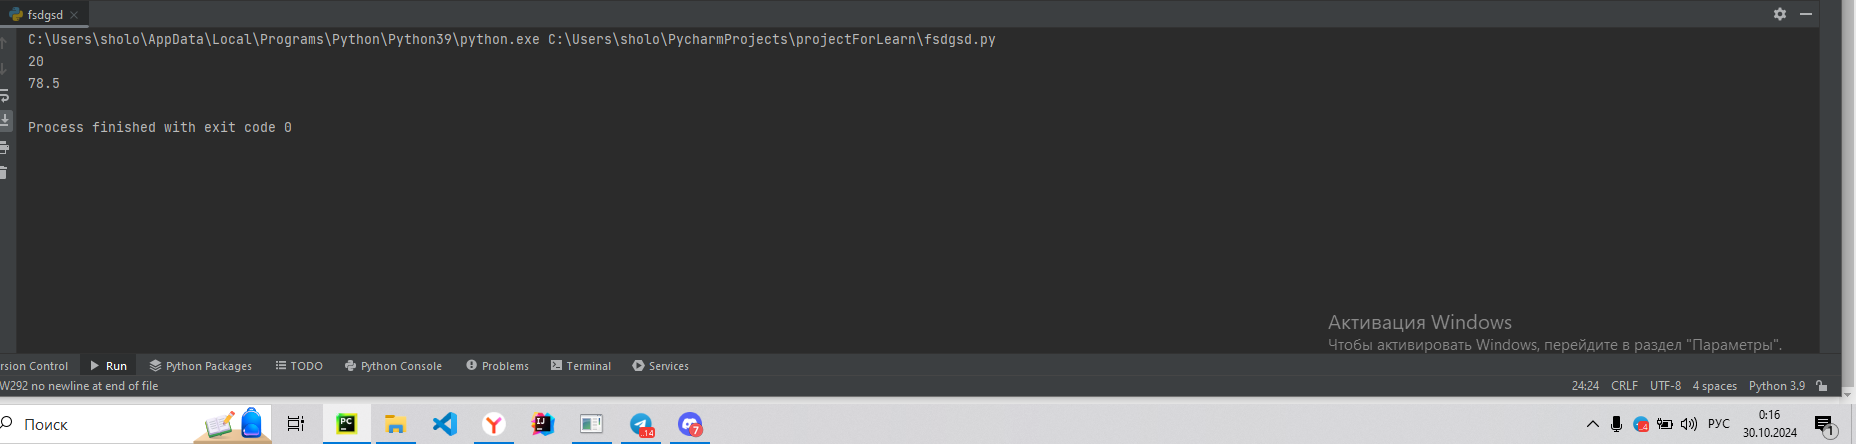 fsdgsd
C:\Users\sholo\AppData\Local\Programs\Python\Python39\python.exe C:\Users\sholo\PycharmProjects\projectForLearn\fsdgsd.py
20
78.5
Process finished with exit code 0
Активация Windows
Чтобы активировать Windows, перейдите в раздел "Параметры".
rsion Control Run Python Packages TODO Python Console Problems Terminal Services
W292 no newline at end of file 24:24 CRLF UTF-8 4 spaces Python 3.9
Поиск PC IJ 14 7 РУС 0:16
30.10.2024 1